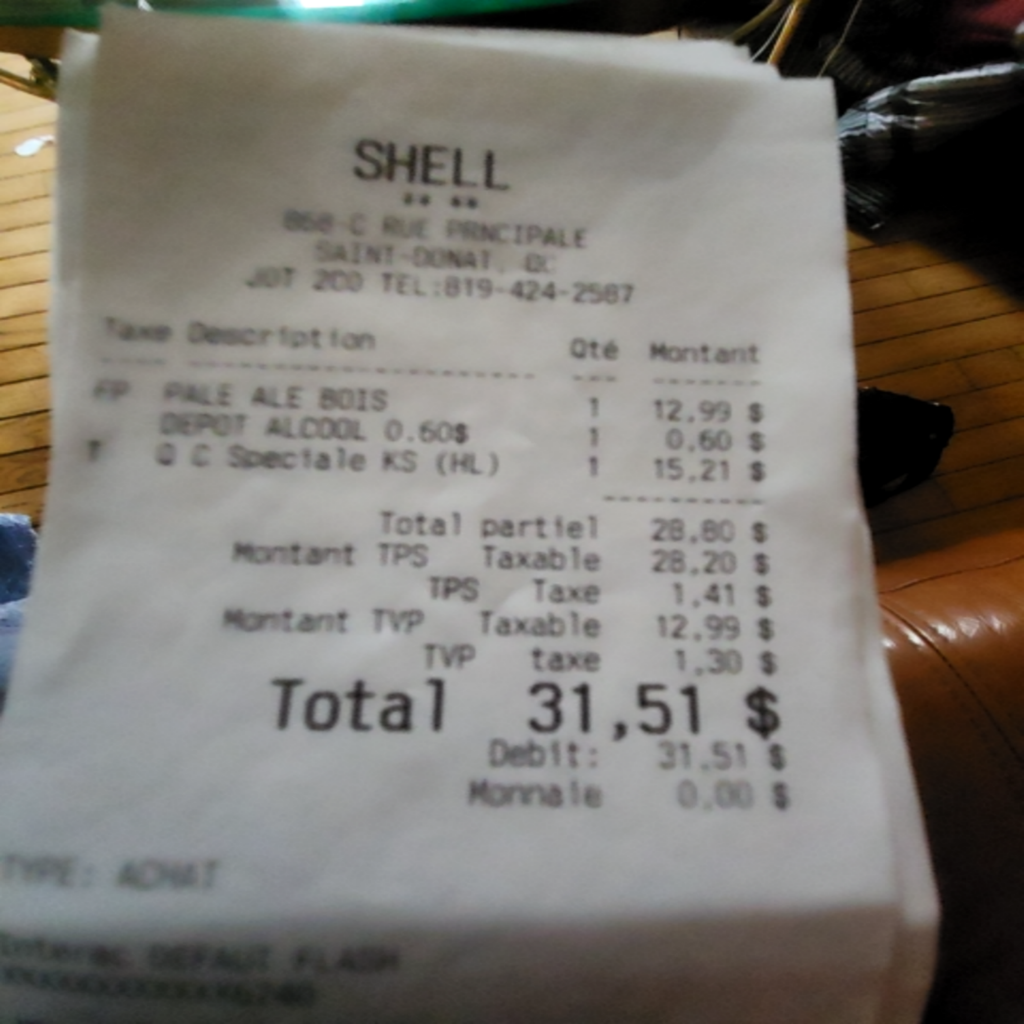 SHELL
** **
868-C RUE PRNCIPALE
SAINT-DONAT, QC
J0T 2C0 TEL:819-424-2587
Taxe Description Qté Montant
---- ------------------------- --- -------
FP PALE ALE BOIS 1 12,99 $
DEPOT ALCOOL 0.60$ 1 0,60 $
T Q C Speciale KS (HL) 1 15,21 $
----------
Total partiel 28,80 $
Montant TPS Taxable 28,20 $
TPS Taxe 1,41 $
Montant TVP Taxable 12,99 $
TVP taxe 1,30 $
Total 31,51 $
Debit: 31,51 $
Monnaie 0,00 $
TYPE: ACHAT
Interac DEFAUT FLASH